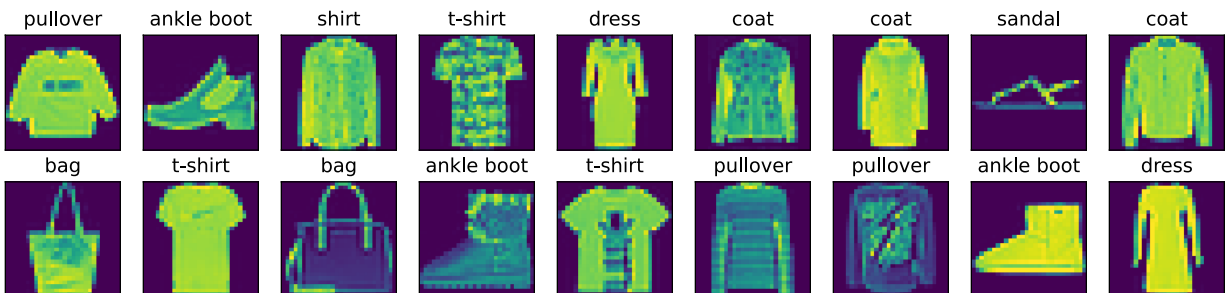 pullover ankle boot shirt t-shirt dress coat coat sandal coat
bag t-shirt bag ankle boot t-shirt pullover pullover ankle boot dress